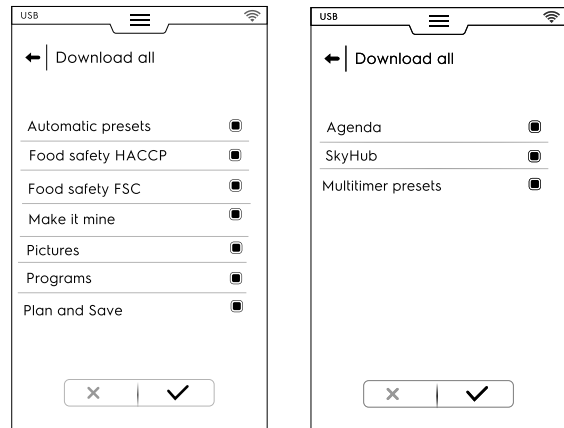 USB
Download all
Automatic presets
Food safety HACCP
Food safety FSC
Make it mine
Pictures
Programs
Plan and Save
USB
Download all
Agenda
SkyHub
Multitimer presets